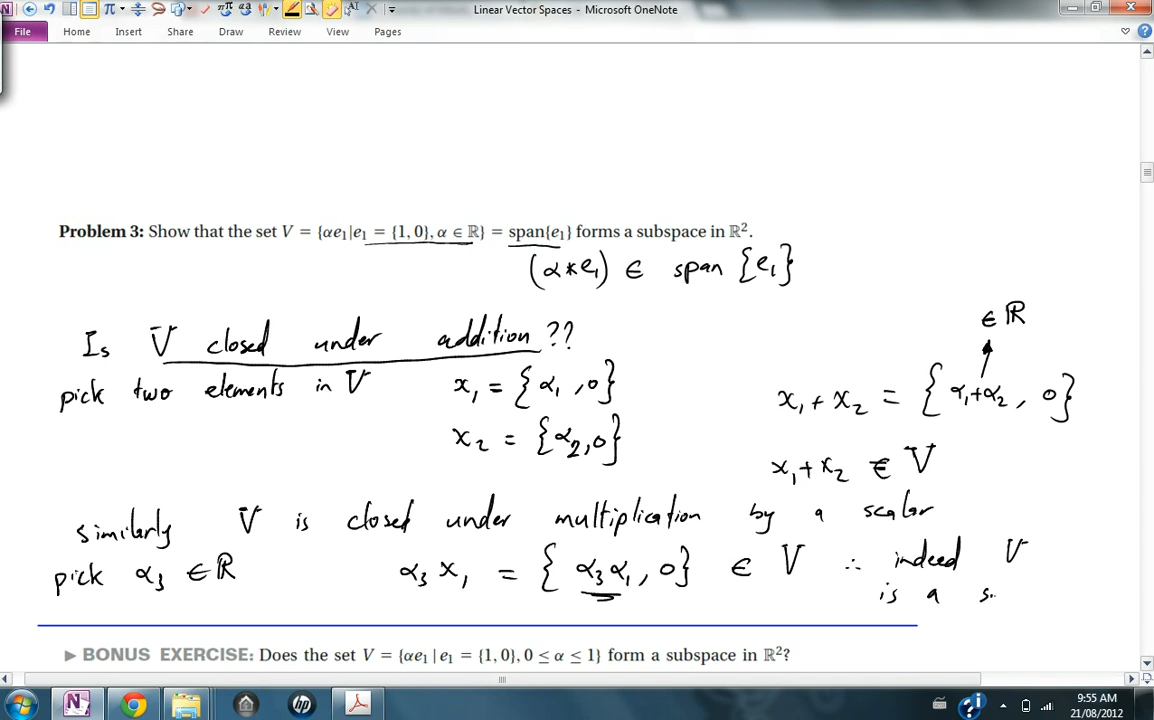 Linear Vector Spaces - Microsoft OneNote
File Home Insert Share Draw Review View Pages
Problem 3: Show that the set V = {αe₁|e₁ = {1,0}, α ∈ ℝ} = span{e₁} forms a subspace in ℝ².
(α*e₁) ∈ span {e₁}
∈ ℝ
Is V closed under addition ??
pick two elements in V x₁ = {α₁, 0}
x₁+x₂ = {α₁+α₂, 0}
x₂ = {α₂, 0}
x₁+x₂ ∈ V
similarly V is closed under multiplication by a scalar
pick α₃ ∈ ℝ α₃x₁ = {α₃α₁, 0} ∈ V ∴ indeed V
is a s
▶ BONUS EXERCISE: Does the set V = {αe₁ | e₁ = {1,0}, 0 ≤ α ≤ 1} form a subspace in ℝ²?
9:55 AM
21/08/2012